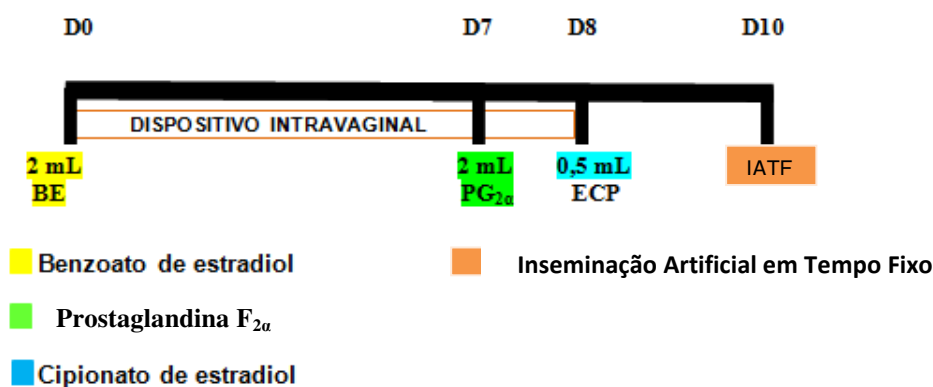 D0 D7 D8 D10
DISPOSITIVO INTRAVAGINAL
2 mL 2 mL 0,5 mL IATF
BE PG2α ECP
Benzoato de estradiol Inseminação Artificial em Tempo Fixo
Prostaglandina F2α
Cipionato de estradiol